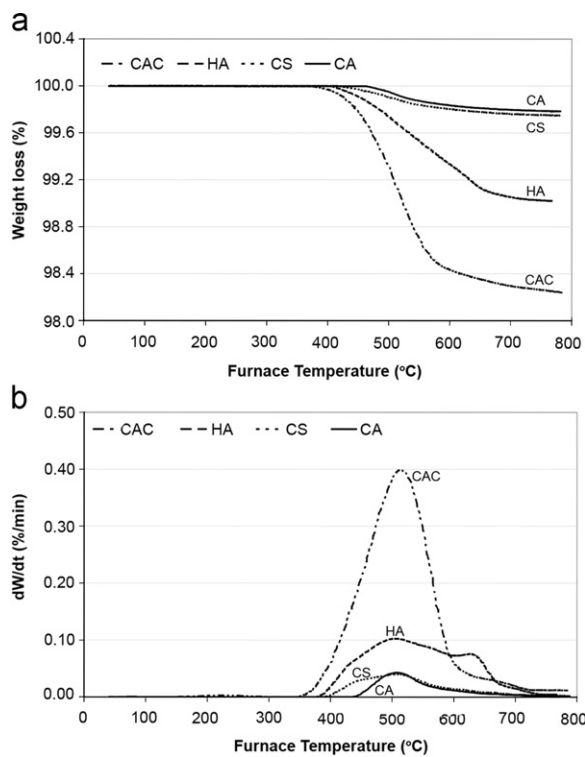 a
100.4
100.0
99.6
99.2
98.8
98.4
98.0
Weight loss (%)
CAC HA CS CA
CA
CS
HA
CAC
0 100 200 300 400 500 600 700 800
Furnace Temperature (ºC)
b
0.50
0.40
0.30
0.20
0.10
0.00
dW/dt (%/min)
CAC HA CS CA
CAC
HA
CS
CA
0 100 200 300 400 500 600 700 800
Furnace Temperature (ºC)